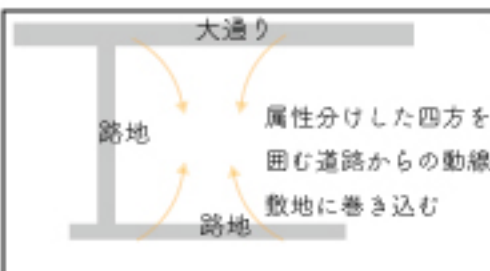 大通り
路地
属性分けした四方を
囲む道路からの動線
敷地に巻き込む
路地